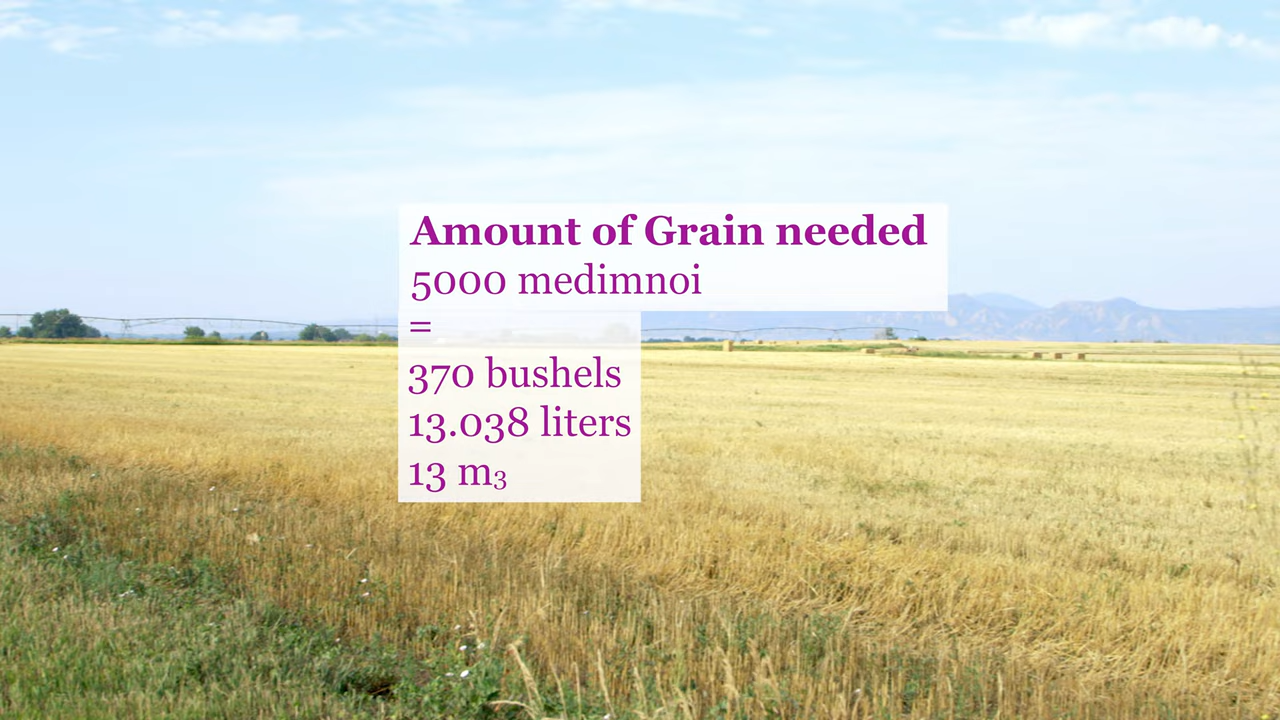 Amount of Grain needed
5000 medimnoi
=
370 bushels
13.038 liters
13 m₃